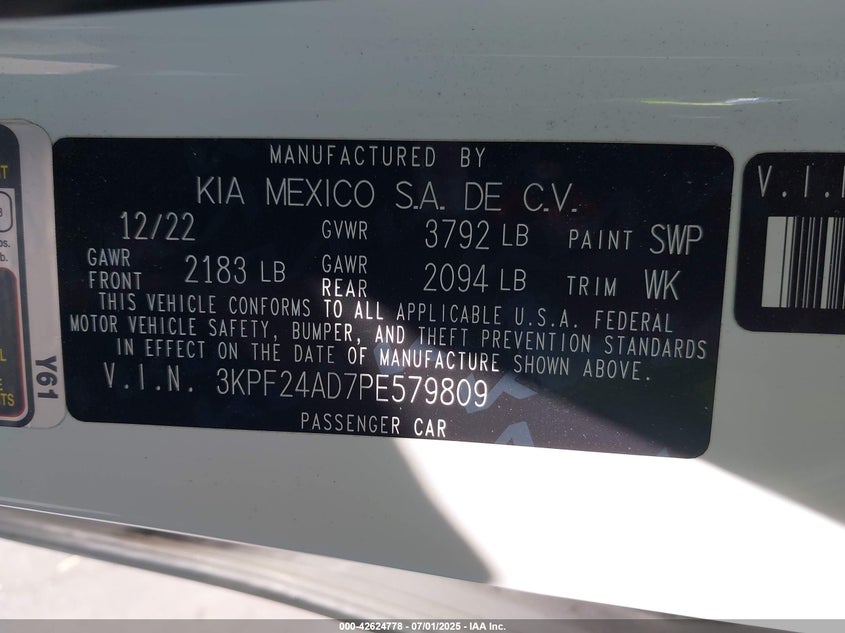 MANUFACTURED BY
KIA MEXICO S.A. DE C.V.
12/22 GVWR 3792 LB PAINT SWP
GAWR FRONT 2183 LB GAWR REAR 2094 LB TRIM WK
THIS VEHICLE CONFORMS TO ALL APPLICABLE U.S.A. FEDERAL
MOTOR VEHICLE SAFETY, BUMPER, AND THEFT PREVENTION STANDARDS
IN EFFECT ON THE DATE OF MANUFACTURE SHOWN ABOVE.
V.I.N. 3KPF24AD7PE579809
PASSENGER CAR
Y61
V.I.
000-42624778 - 07/01/2025 - IAA Inc.